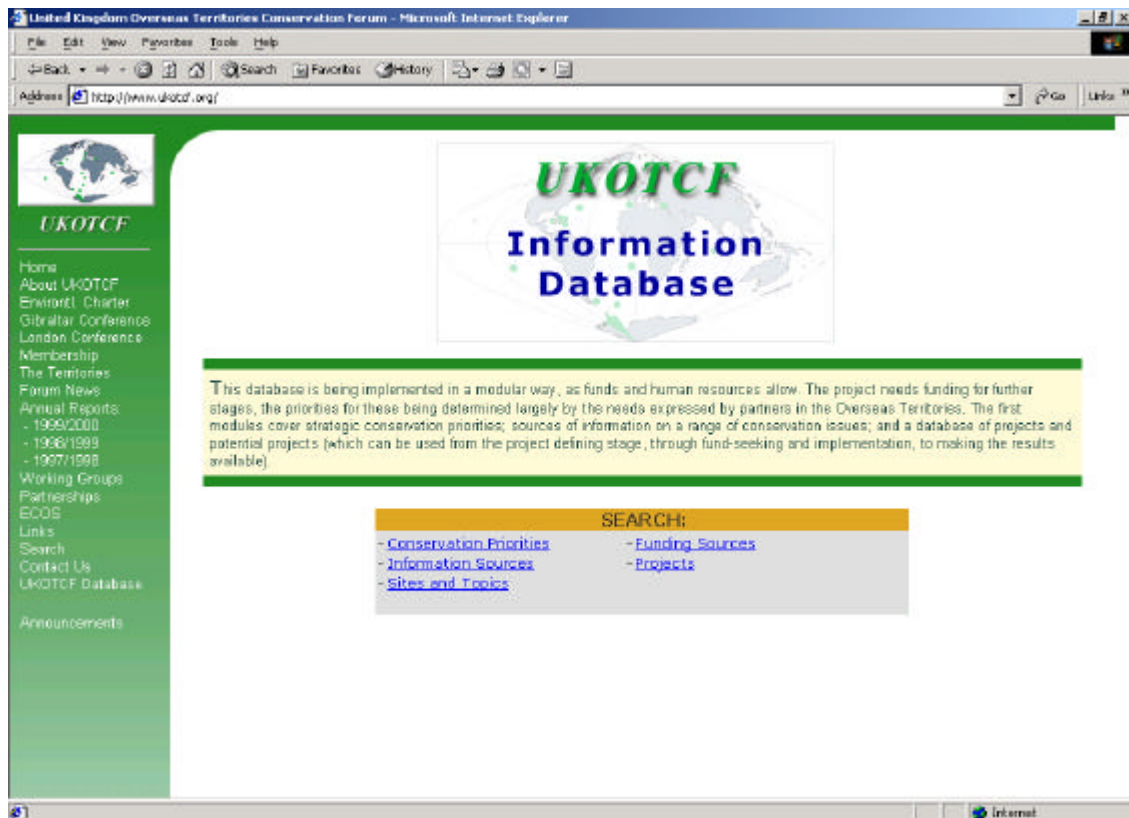 United Kingdom Overseas Territories Conservation Forum - Microsoft Internet Explorer
File Edit View Favorites Tools Help
Back Search Favorites History
Address http://www.ukotcf.org/ Go Links »
UKOTCF
Home
About UKOTCF
Environtl. Charter
Gibraltar Conference
London Conference
Membership
The Territories
Forum News
Annual Reports:
- 1999/2000
- 1998/1999
- 1997/1998
Working Groups
Partnerships
ECOS
Links
Search
Contact Us
UKOTCF Database
Announcements
UKOTCF
Information
Database
This database is being implemented in a modular way, as funds and human resources allow. The project needs funding for further
stages, the priorities for these being determined largely by the needs expressed by partners in the Overseas Territories. The first
modules cover strategic conservation priorities; sources of information on a range of conservation issues; and a database of projects and
potential projects (which can be used from the project defining stage, through fund-seeking and implementation, to making the results
available).
SEARCH:
- Conservation Priorities - Funding Sources
- Information Sources - Projects
- Sites and Topics
Internet